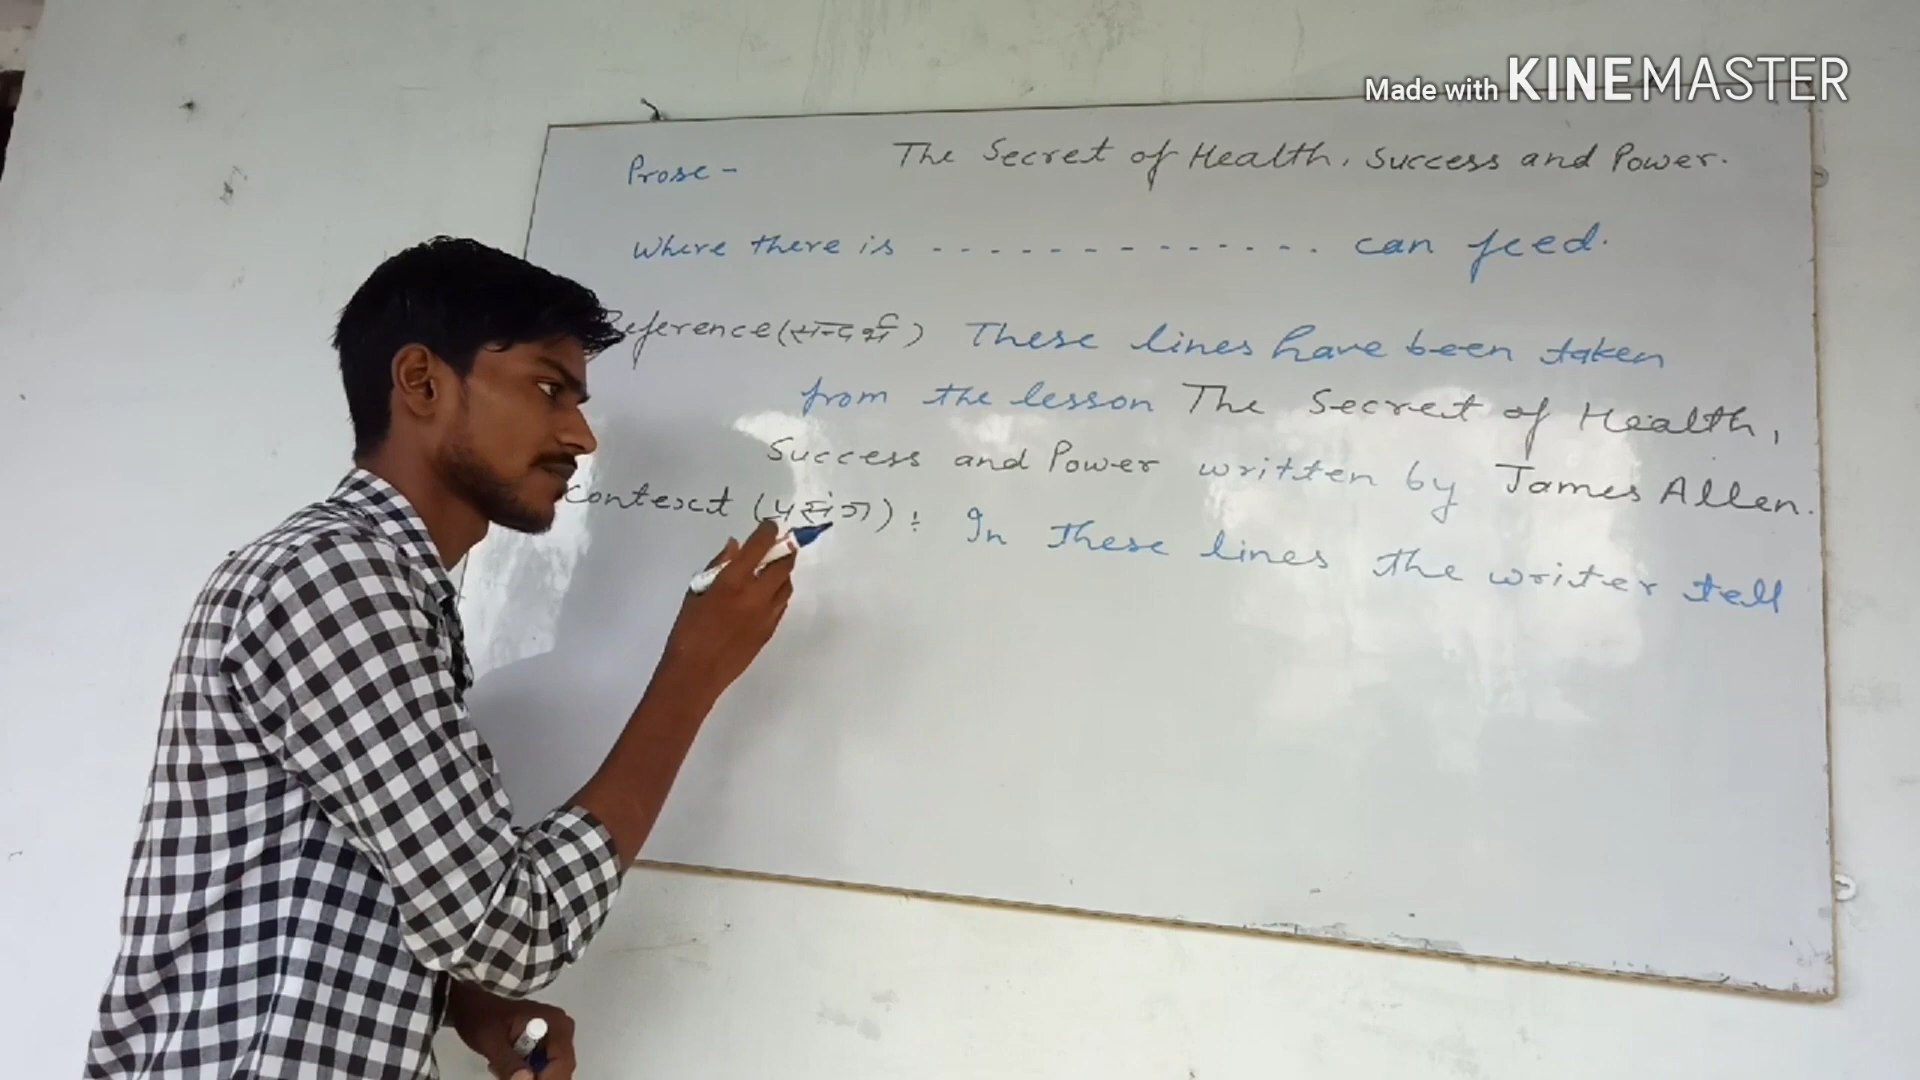 Made with KINEMASTER
Prose - The Secret of Health, Success and Power.
Where there is - - - - - - - - - - - - - - can feed.
Reference (सन्दर्भ) These lines have been taken
from the lesson The Secret of Health,
Success and Power written by James Allen.
Context (प्रसंग) : In these lines the writer tell